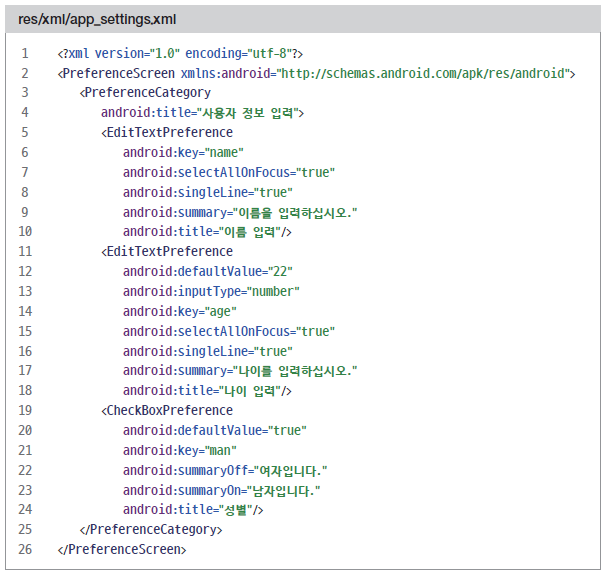 res/xml/app_settings.xml
1 <?xml version="1.0" encoding="utf-8"?>
2 <PreferenceScreen xmlns:android="http://schemas.android.com/apk/res/android">
3 <PreferenceCategory
4 android:title="사용자 정보 입력">
5 <EditTextPreference
6 android:key="name"
7 android:selectAllOnFocus="true"
8 android:singleLine="true"
9 android:summary="이름을 입력하십시오."
10 android:title="이름 입력"/>
11 <EditTextPreference
12 android:defaultValue="22"
13 android:inputType="number"
14 android:key="age"
15 android:selectAllOnFocus="true"
16 android:singleLine="true"
17 android:summary="나이를 입력하십시오."
18 android:title="나이 입력"/>
19 <CheckBoxPreference
20 android:defaultValue="true"
21 android:key="man"
22 android:summaryOff="여자입니다."
23 android:summaryOn="남자입니다."
24 android:title="성별"/>
25 </PreferenceCategory>
26 </PreferenceScreen>